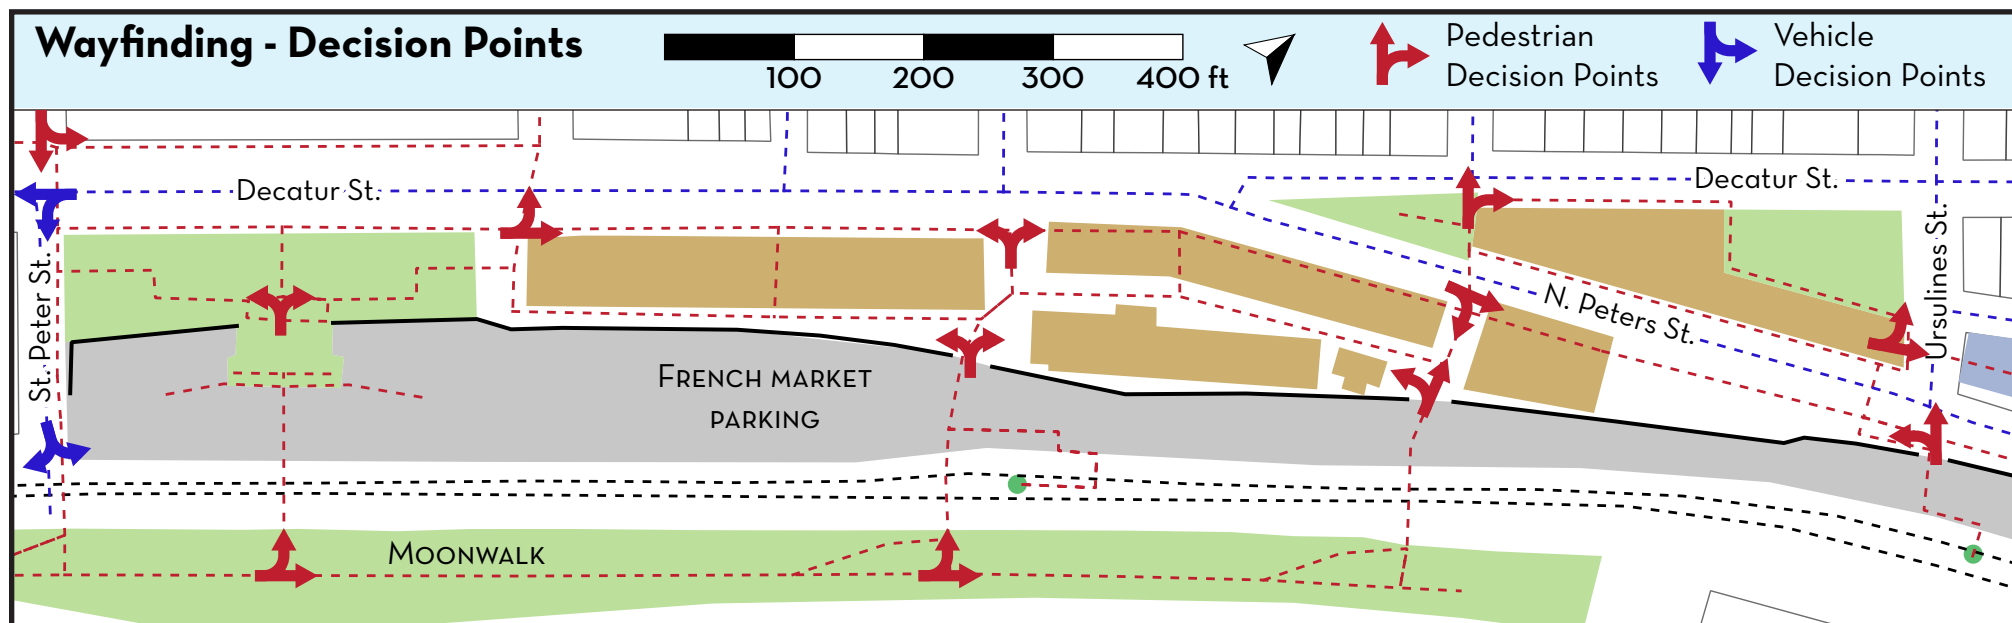 Wayfinding - Decision Points
100 200 300 400 ft
Pedestrian
Decision Points
Vehicle
Decision Points
Decatur St.
Decatur St.
St. Peter St.
Ursulines St.
N. Peters St.
French market
parking
Moonwalk